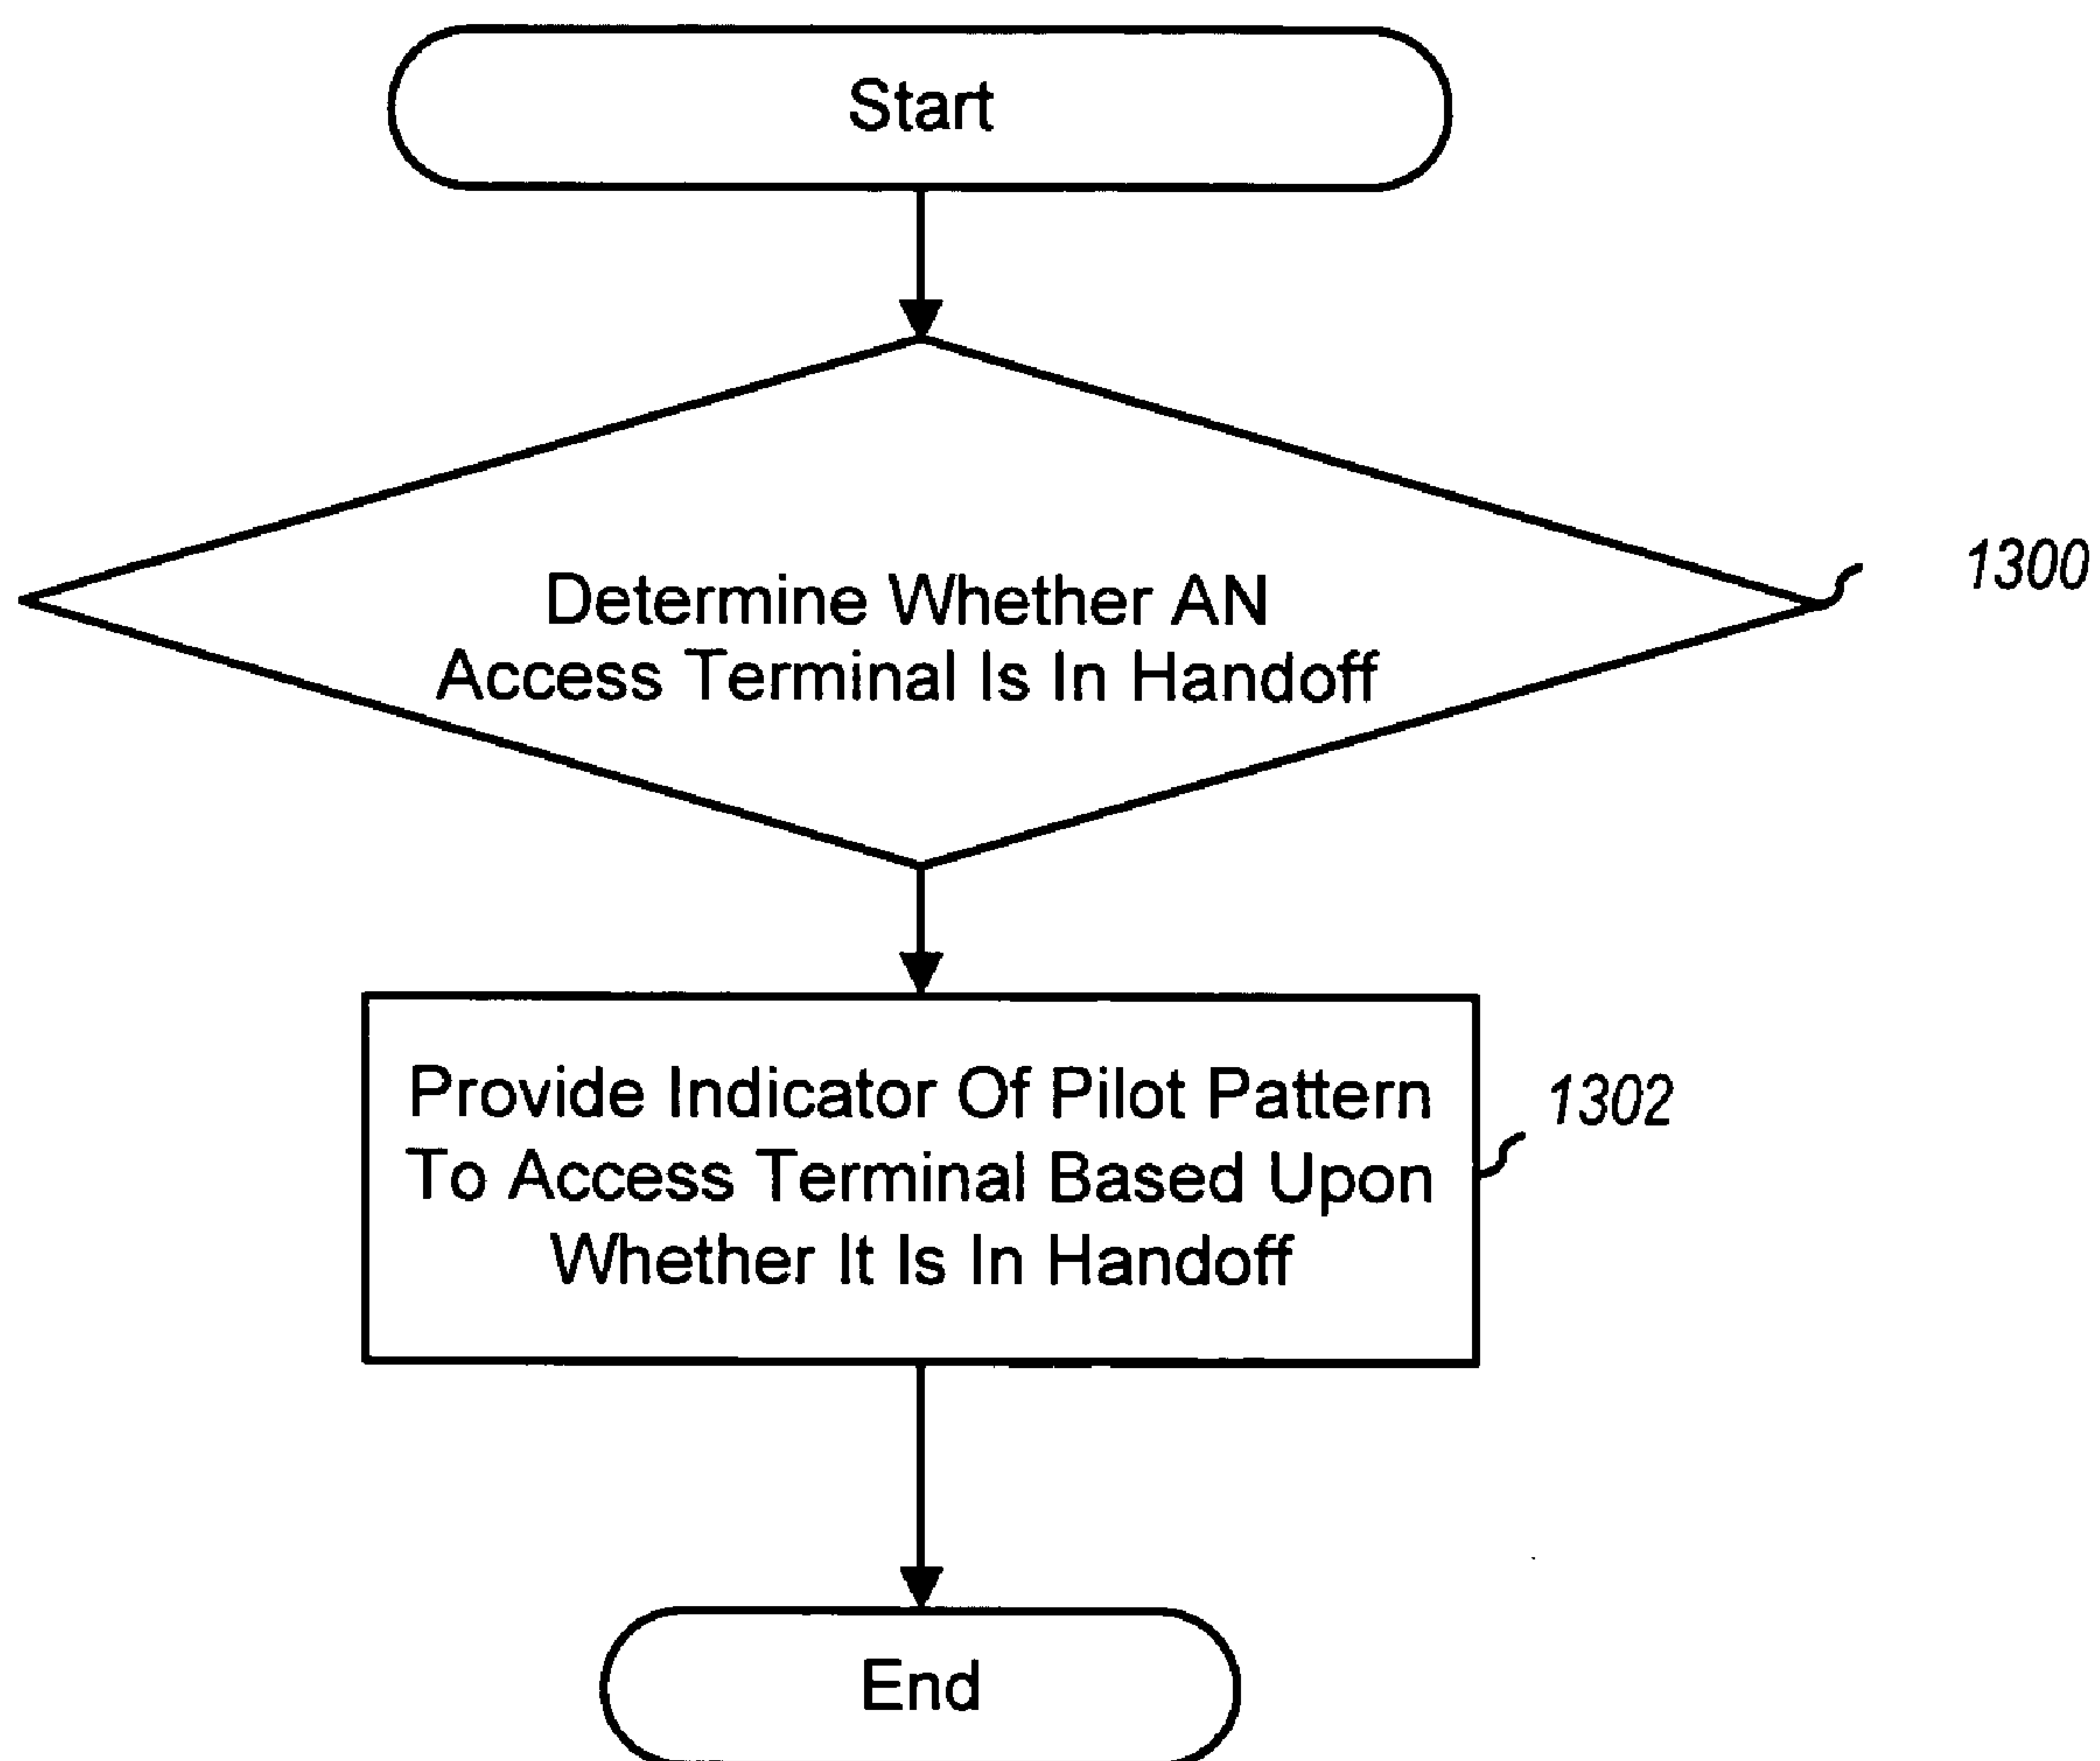 Start
Determine Whether AN
Access Terminal Is In Handoff
1300
Provide Indicator Of Pilot Pattern
To Access Terminal Based Upon
Whether It Is In Handoff
1302
End